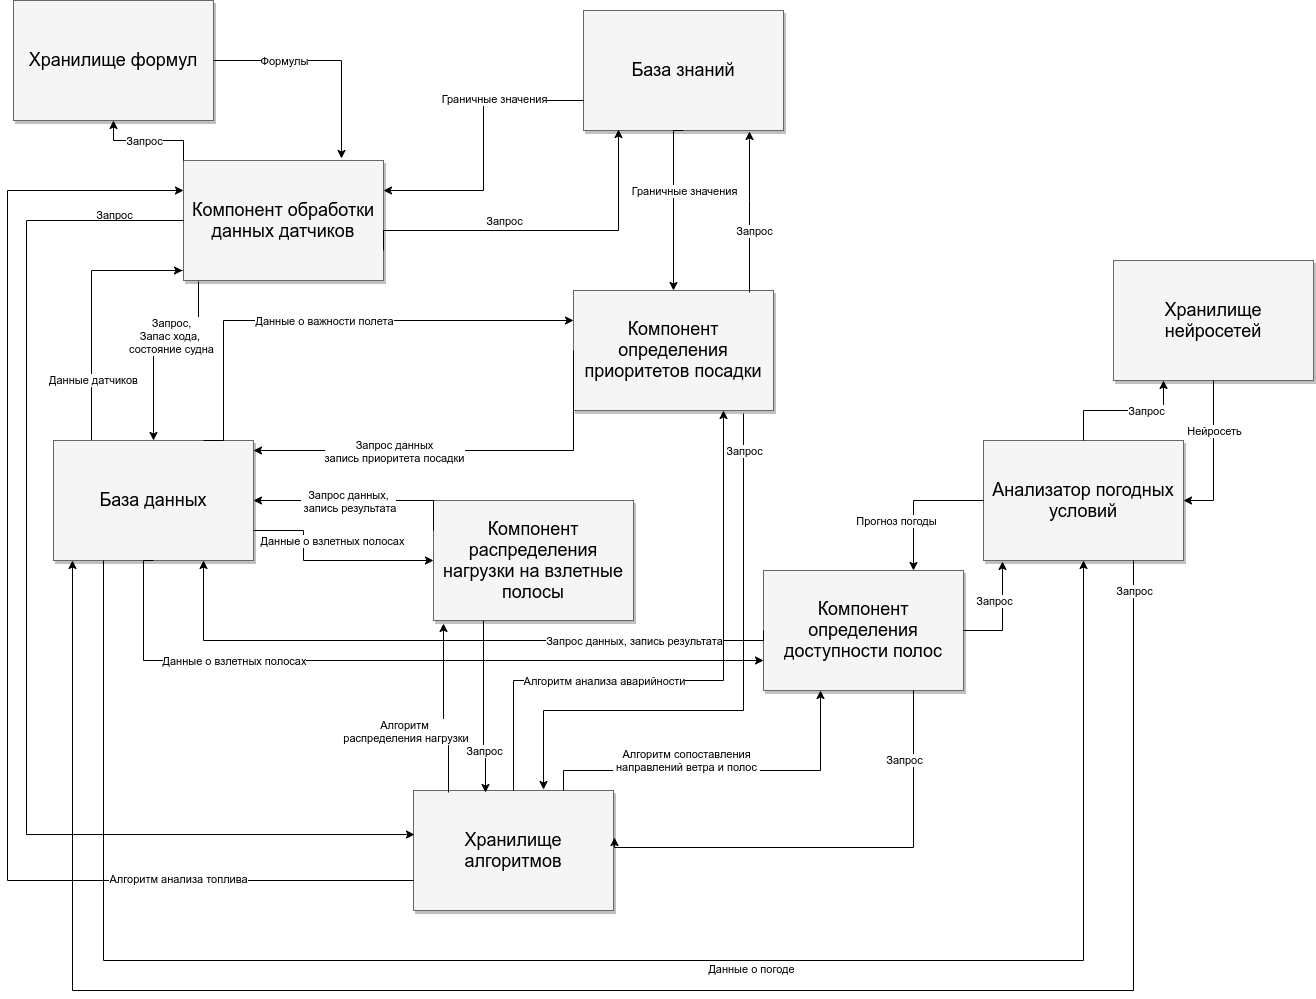 Хранилище формул
Формулы
База знаний
Граничные значения
Запрос
Компонент обработки
данных датчиков
Запрос
Граничные значения
Запрос
Запрос
Хранилище
нейросетей
Запрос,
Запас хода,
состояние судна
Данные о важности полета
Компонент
определения
приоритетов посадки
Данные датчиков
Запрос
Нейросеть
Запрос данных
запись приоритета посадки
Запрос
База данных
Запрос данных,
запись результата
Анализатор погодных
условий
Данные о взлетных полосах
Компонент
распределения
нагрузки на взлетные
полосы
Прогноз погоды
Запрос
Запрос
Компонент
определения
доступности полос
Запрос данных, запись результата
Данные о взлетных полосах
Алгоритм анализа аварийности
Алгоритм
распределения нагрузки
Запрос
Алгоритм сопоставления
направлений ветра и полос
Запрос
Хранилище
алгоритмов
Алгоритм анализа топлива
Данные о погоде